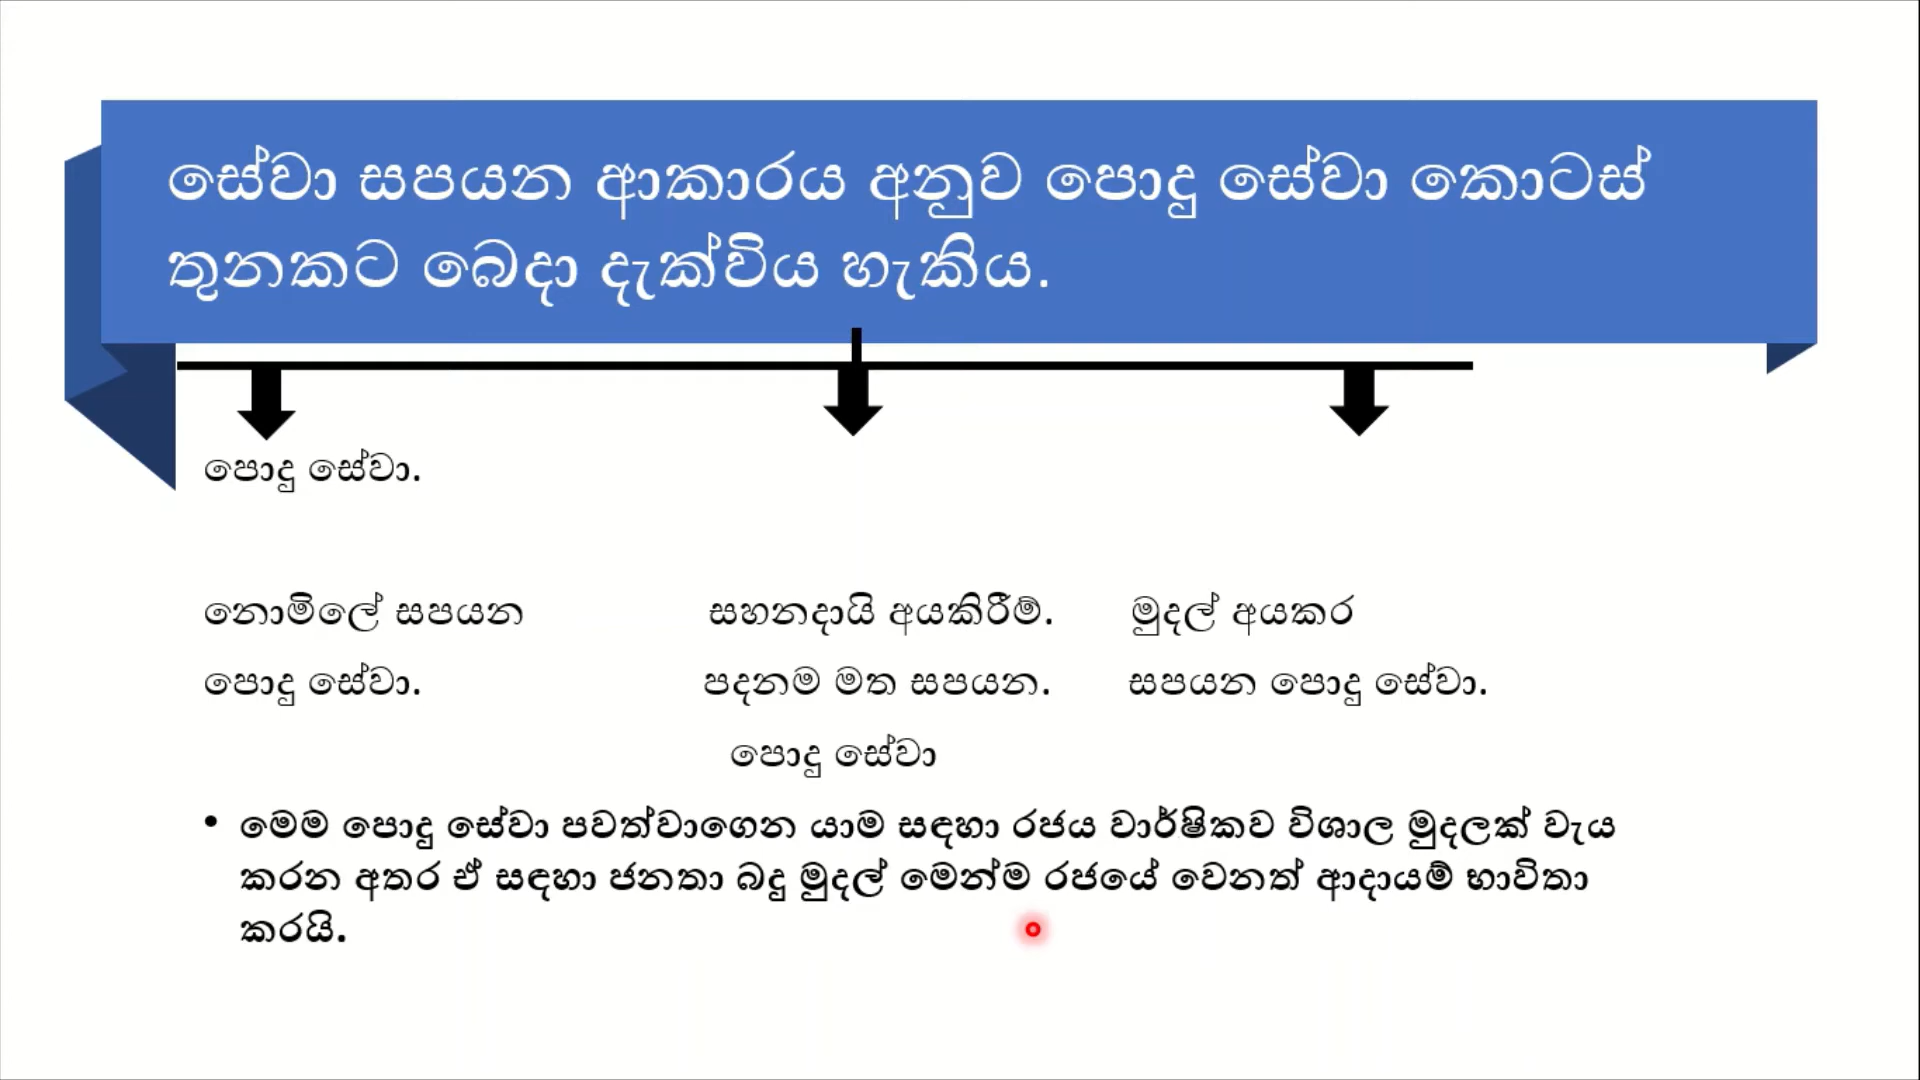 සේවා සපයන ආකාරය අනුව පොදු සේවා කොටස්
තුනකට බෙදා දැක්විය හැකිය.
පොදු සේවා.
නොමිලේ සපයන සහනදායි අයකිරීම්. මුදල් අයකර
පොදු සේවා. පදනම මත සපයන. සපයන පොදු සේවා.
පොදු සේවා
• මෙම පොදු සේවා පවත්වාගෙන යාම සඳහා රජය වාර්ෂිකව විශාල මුදලක් වැය
කරන අතර ඒ සඳහා ජනතා බදු මුදල් මෙන්ම රජයේ වෙනත් ආදායම් භාවිතා
කරයි.